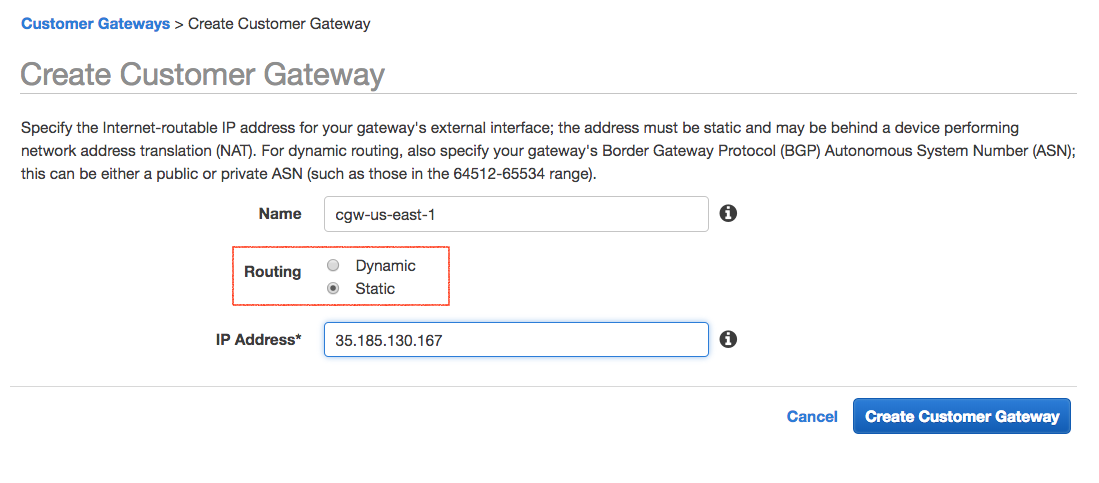 Customer Gateways > Create Customer Gateway
Create Customer Gateway
Specify the Internet-routable IP address for your gateway's external interface; the address must be static and may be behind a device performing
network address translation (NAT). For dynamic routing, also specify your gateway's Border Gateway Protocol (BGP) Autonomous System Number (ASN);
this can be either a public or private ASN (such as those in the 64512-65534 range).
Name cgw-us-east-1
Routing Dynamic
Static
IP Address* 35.185.130.167
Cancel Create Customer Gateway